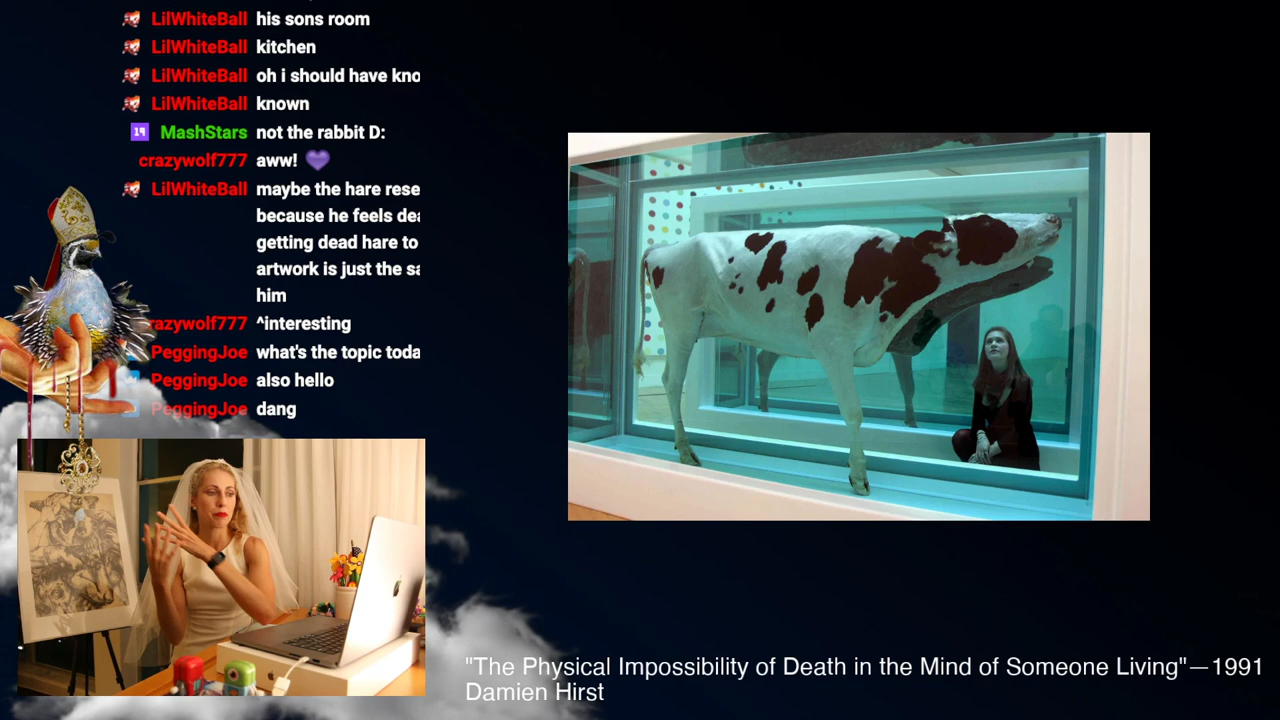 LilWhiteBall his sons room
LilWhiteBall kitchen
LilWhiteBall oh i should have kno
LilWhiteBall known
19 MashStars not the rabbit D:
crazywolf777 aww! 💜
LilWhiteBall maybe the hare rese
because he feels dea
getting dead hare to
artwork is just the sa
him
razywolf777 ^interesting
PeggingJoe what's the topic toda
PeggingJoe also hello
PeggingJoe dang
"The Physical Impossibility of Death in the Mind of Someone Living"—1991
Damien Hirst